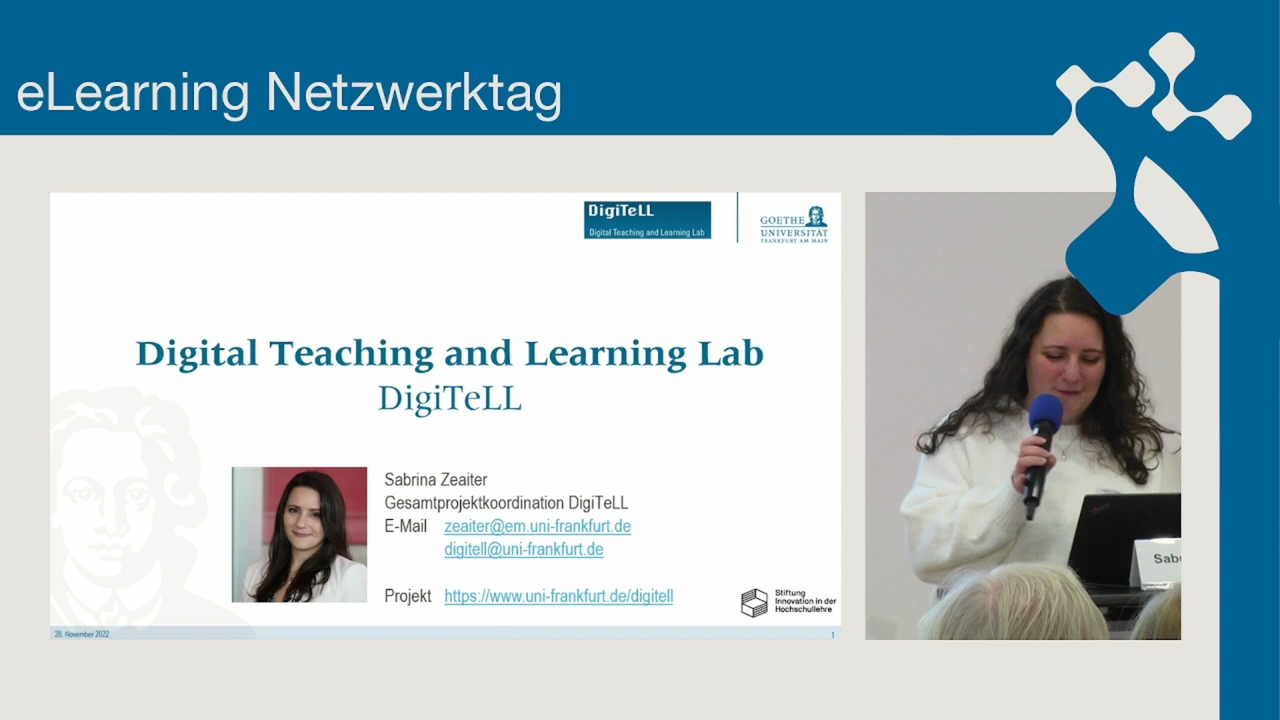 eLearning Netzwerktag
DigiTeLL
Digital Teaching and Learning Lab
GOETHE
UNIVERSITÄT
FRANKFURT AM MAIN
Digital Teaching and Learning Lab
DigiTeLL
Sabrina Zeaiter
Gesamtprojektkoordination DigiTeLL
E-Mail zeaiter@em.uni-frankfurt.de
digitell@uni-frankfurt.de
Projekt https://www.uni-frankfurt.de/digitell
Stiftung
Innovation in der
Hochschullehre
28. November 2022
1